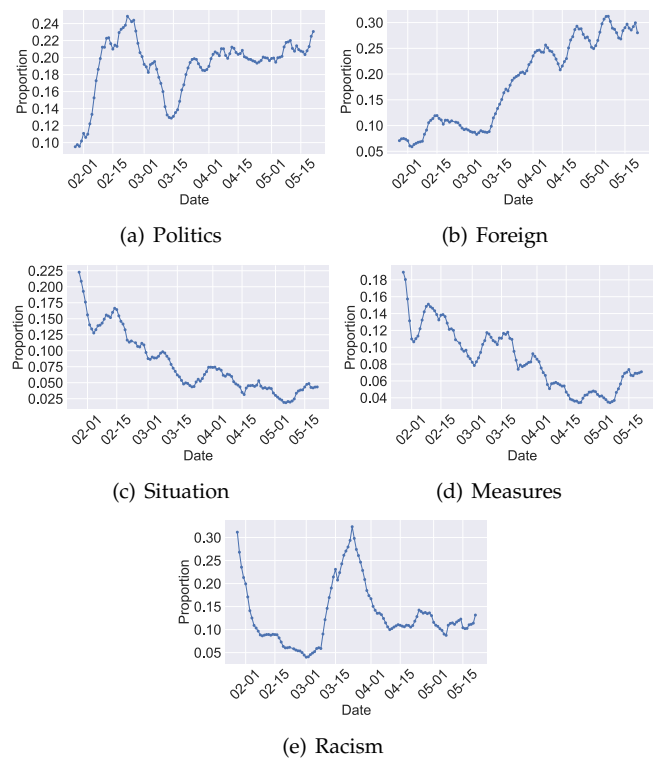 0.24
0.22
0.20
0.18
0.16
0.14
0.12
0.10
Proportion
02-01 02-15 03-01 03-15 04-01 04-15 05-01 05-15
Date
(a) Politics
0.30
0.25
0.20
0.15
0.10
0.05
Proportion
02-01 02-15 03-01 03-15 04-01 04-15 05-01 05-15
Date
(b) Foreign
0.225
0.200
0.175
0.150
0.125
0.100
0.075
0.050
0.025
Proportion
02-01 02-15 03-01 03-15 04-01 04-15 05-01 05-15
Date
(c) Situation
0.18
0.16
0.14
0.12
0.10
0.08
0.06
0.04
Proportion
02-01 02-15 03-01 03-15 04-01 04-15 05-01 05-15
Date
(d) Measures
0.30
0.25
0.20
0.15
0.10
0.05
Proportion
02-01 02-15 03-01 03-15 04-01 04-15 05-01 05-15
Date
(e) Racism